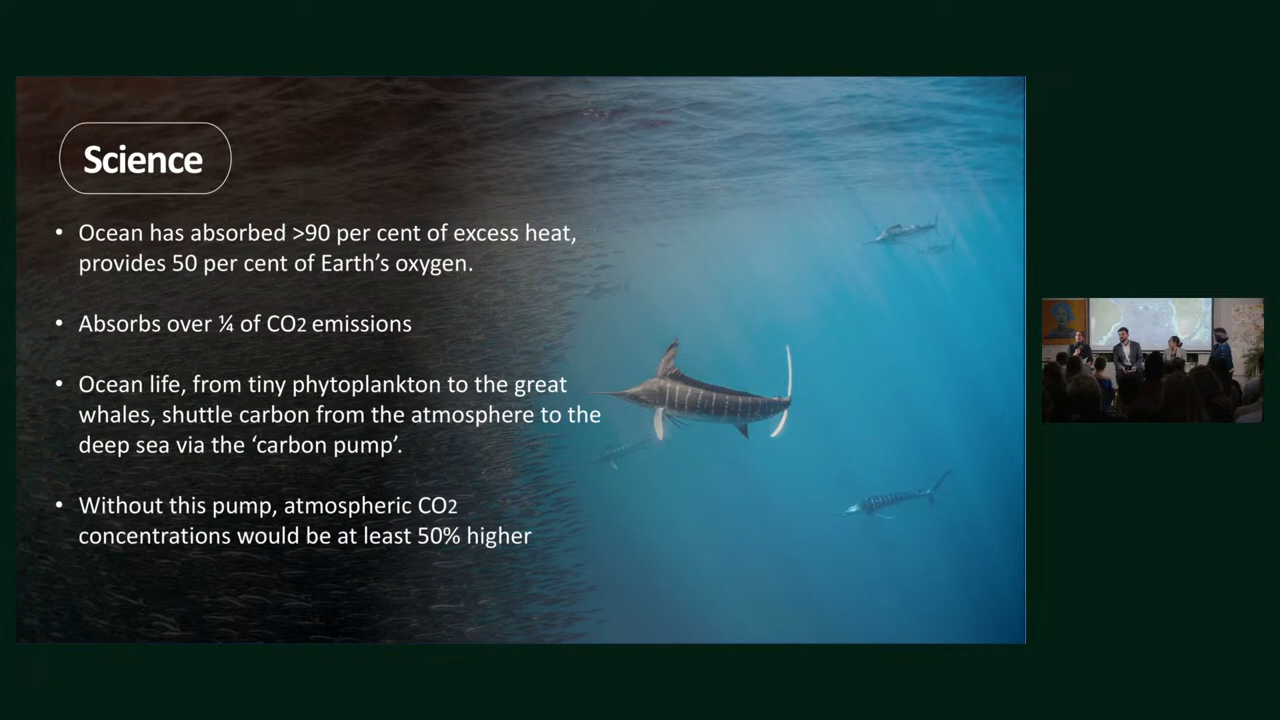 Science
• Ocean has absorbed >90 per cent of excess heat,
provides 50 per cent of Earth’s oxygen.
• Absorbs over ¼ of CO2 emissions
• Ocean life, from tiny phytoplankton to the great
whales, shuttle carbon from the atmosphere to the
deep sea via the ‘carbon pump’.
• Without this pump, atmospheric CO2
concentrations would be at least 50% higher